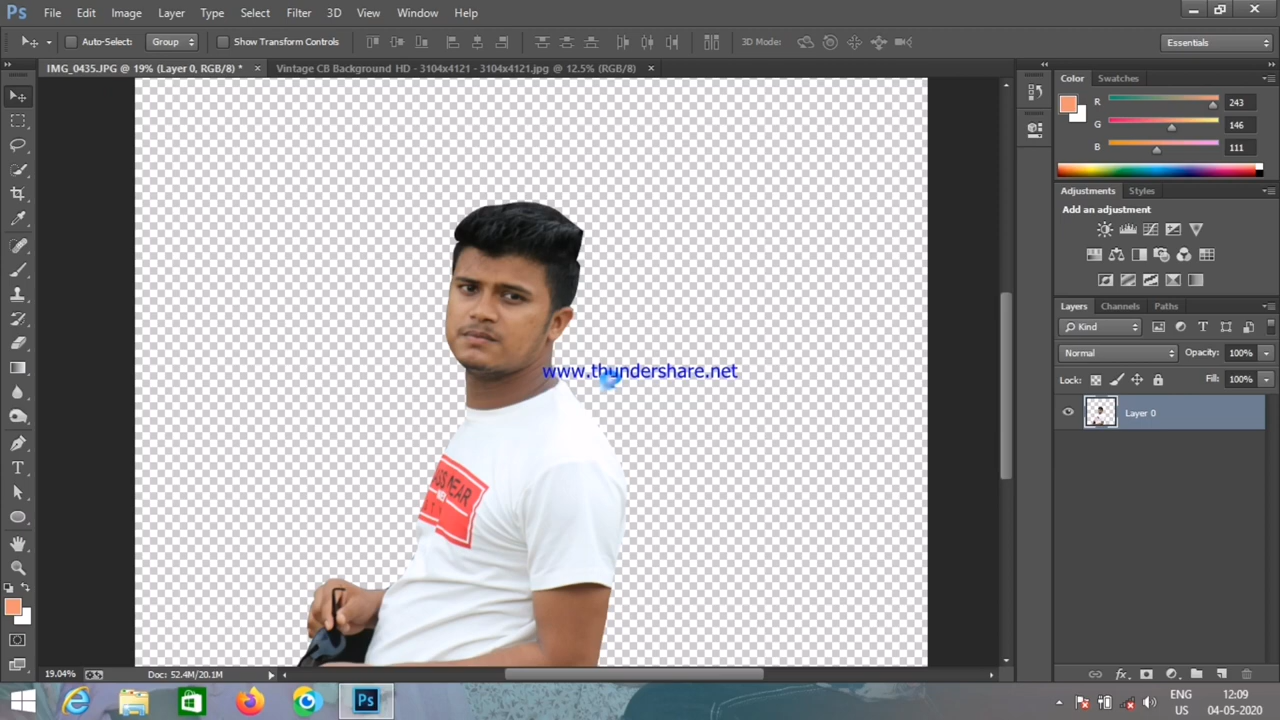 Ps File Edit Image Layer Type Select Filter 3D View Window Help
Auto-Select: Group Show Transform Controls 3D Mode: Essentials
IMG_0435.JPG @ 19% (Layer 0, RGB/8) * × Vintage CB Background HD - 3104x4121 - 3104x4121.jpg @ 12.5% (RGB/8) ×
Color Swatches
R 243
G 146
B 111
Adjustments Styles
Add an adjustment
Layers Channels Paths
Kind
Normal Opacity: 100%
Lock: Fill: 100%
Layer 0
www.thundershare.net
19.04% Doc: 52.4M/20.1M
Ps
ENG 12:09
US 04-05-2020